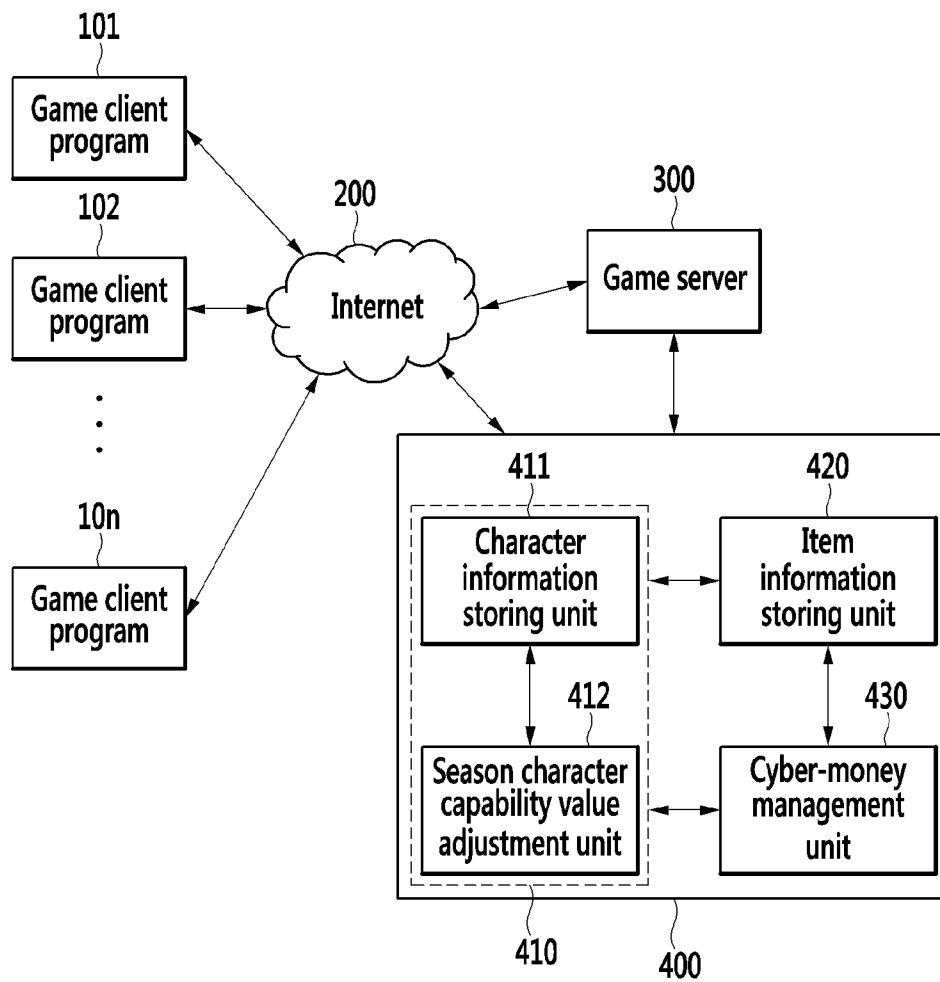 101
Game client
program
102
Game client
program
10n
Game client
program
200
Internet
300
Game server
411
Character
information
storing unit
420
Item
information
storing unit
412
Season character
capability value
adjustment unit
430
Cyber-money
management
unit
410
400